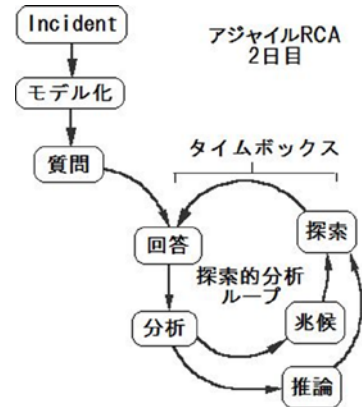 Incident
アジャイルRCA
2日目
モデル化
質問
タイムボックス
回答
探索
探索的分析
ループ
分析
兆候
推論